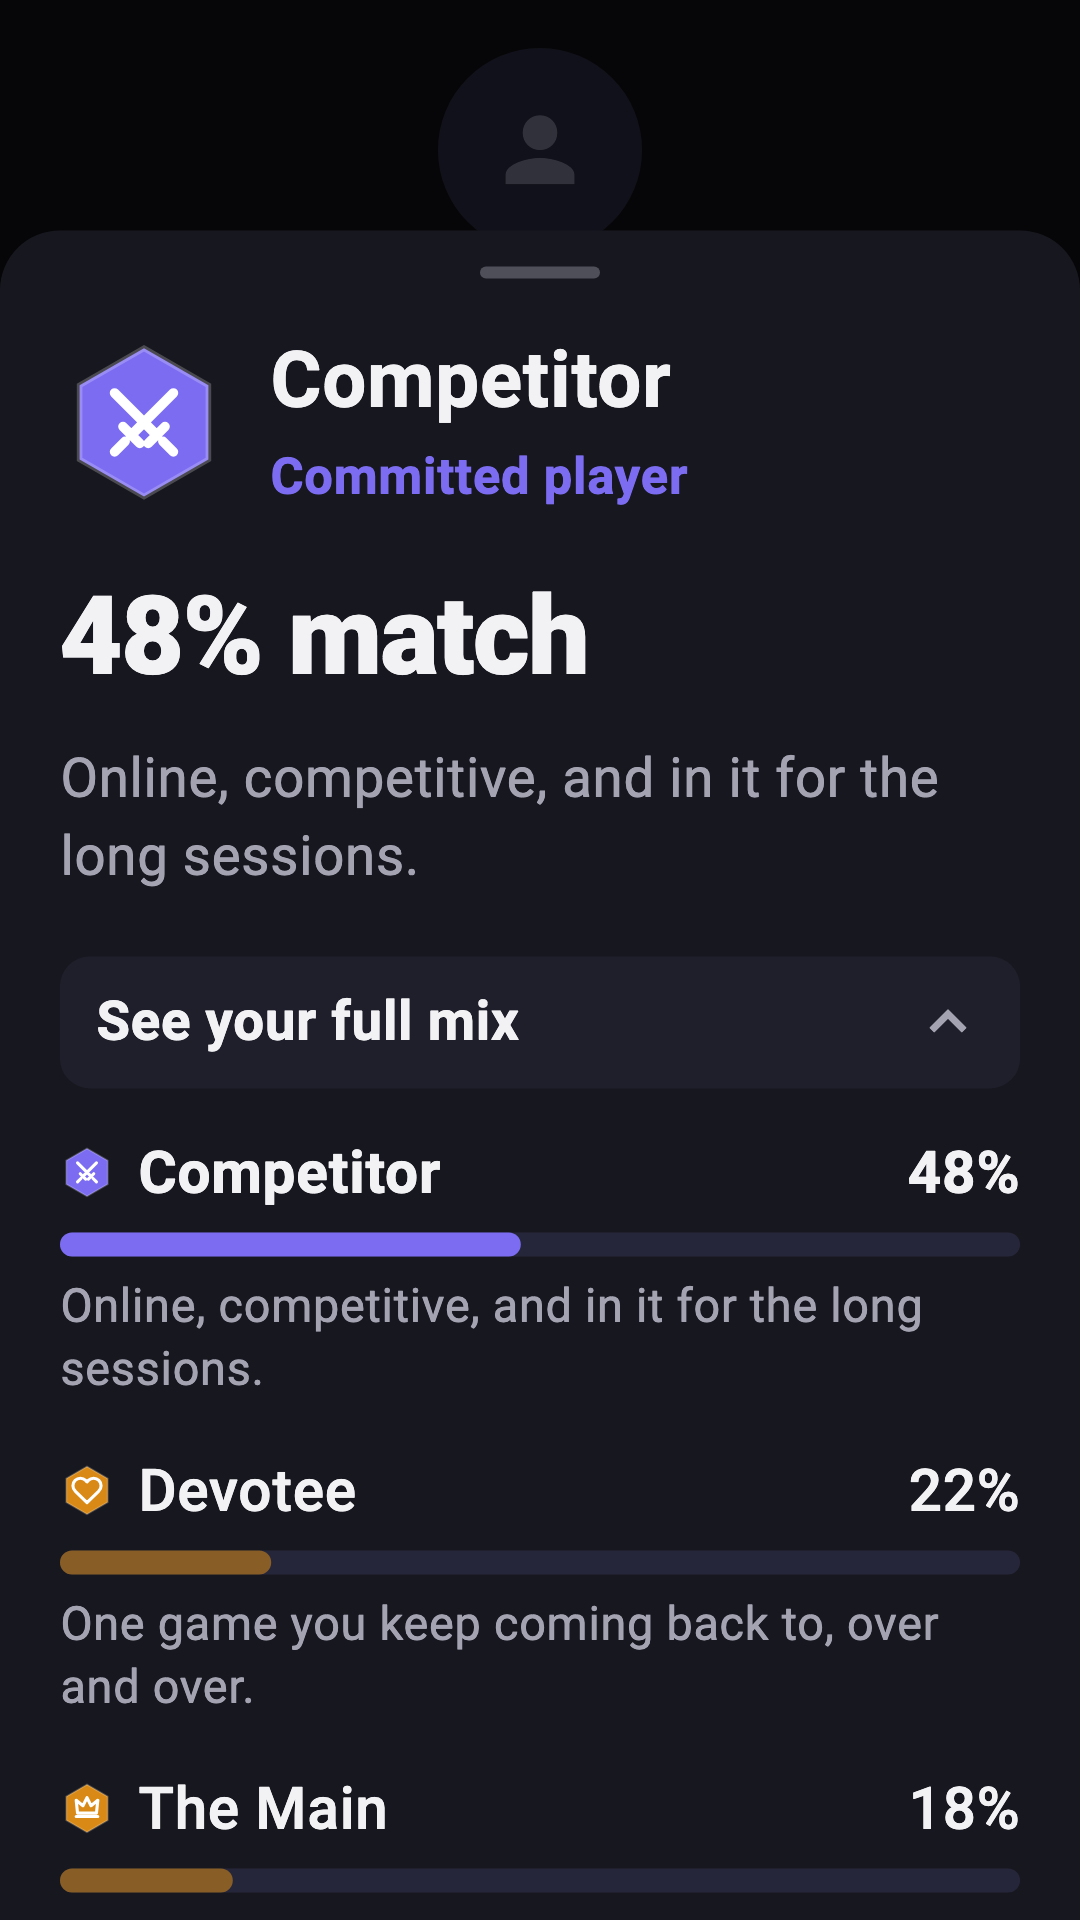 Competitor
Committed player
48% match
Online, competitive, and in it for the
long sessions.
See your full mix
Competitor 48%
Online, competitive, and in it for the long
sessions.
Devotee 22%
One game you keep coming back to, over
and over.
The Main 18%